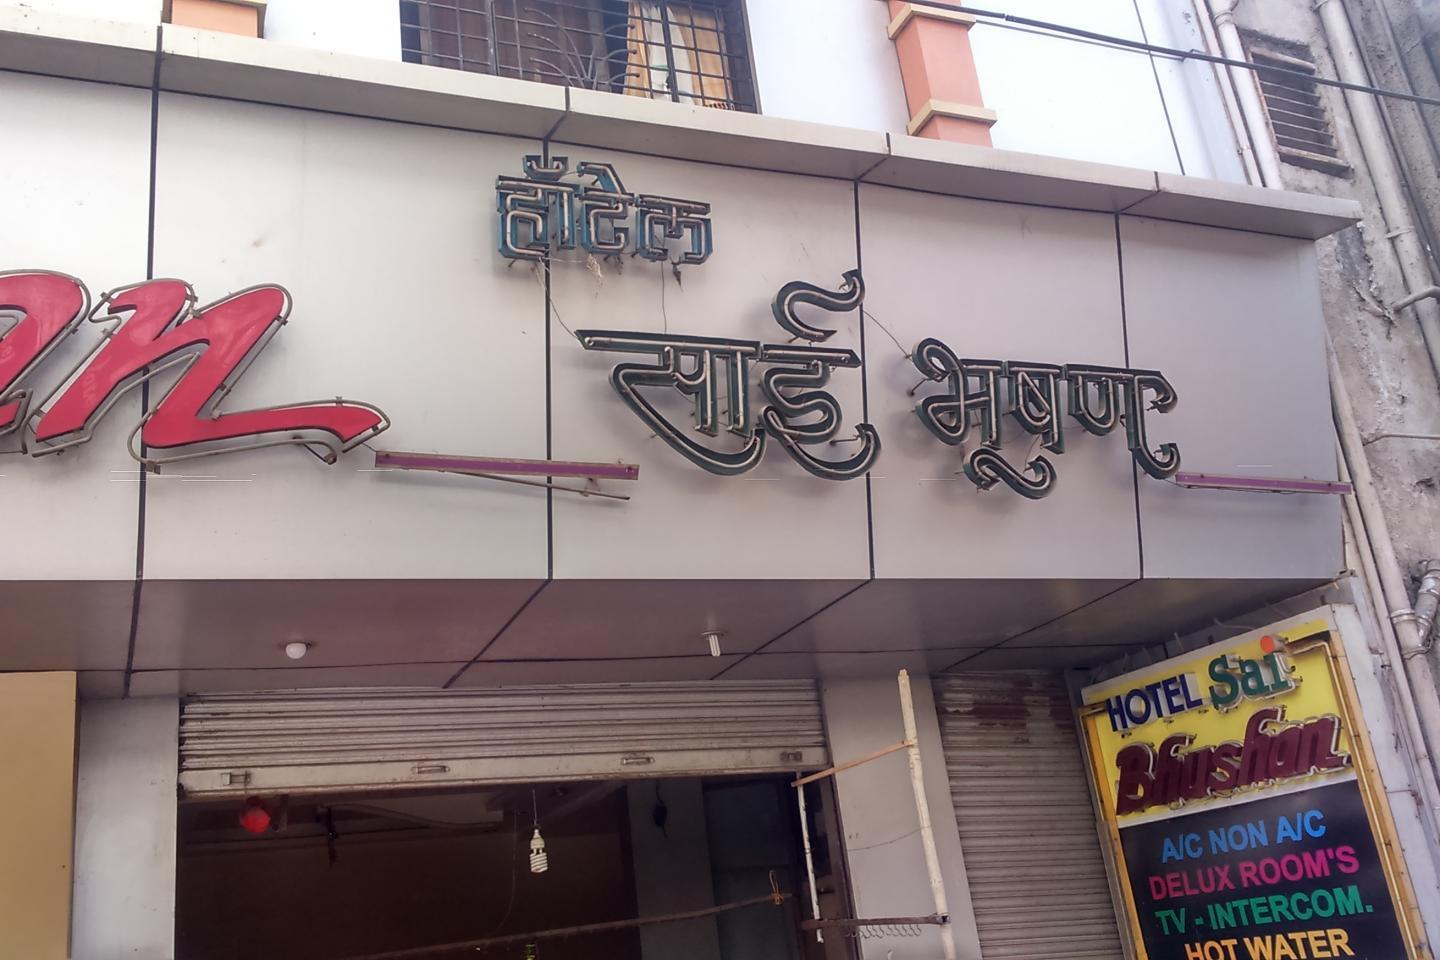 हॉटेल
साई भूषण
HOTEL Sai
Bhushan
A/C NON A/C
DELUX ROOM'S
TV - INTERCOM.
HOT WATER